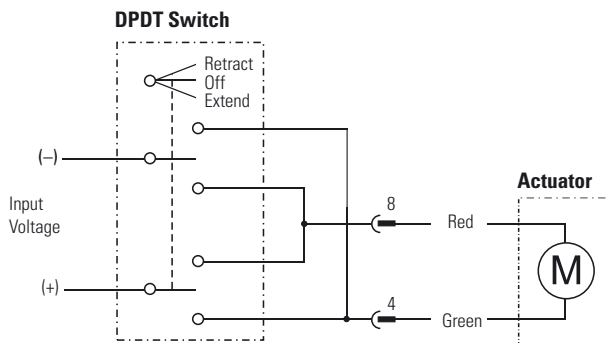 DPDT Switch
Retract
Off
Extend
(–)
Input
Voltage
(+)
8
Red
4
Green
Actuator
M